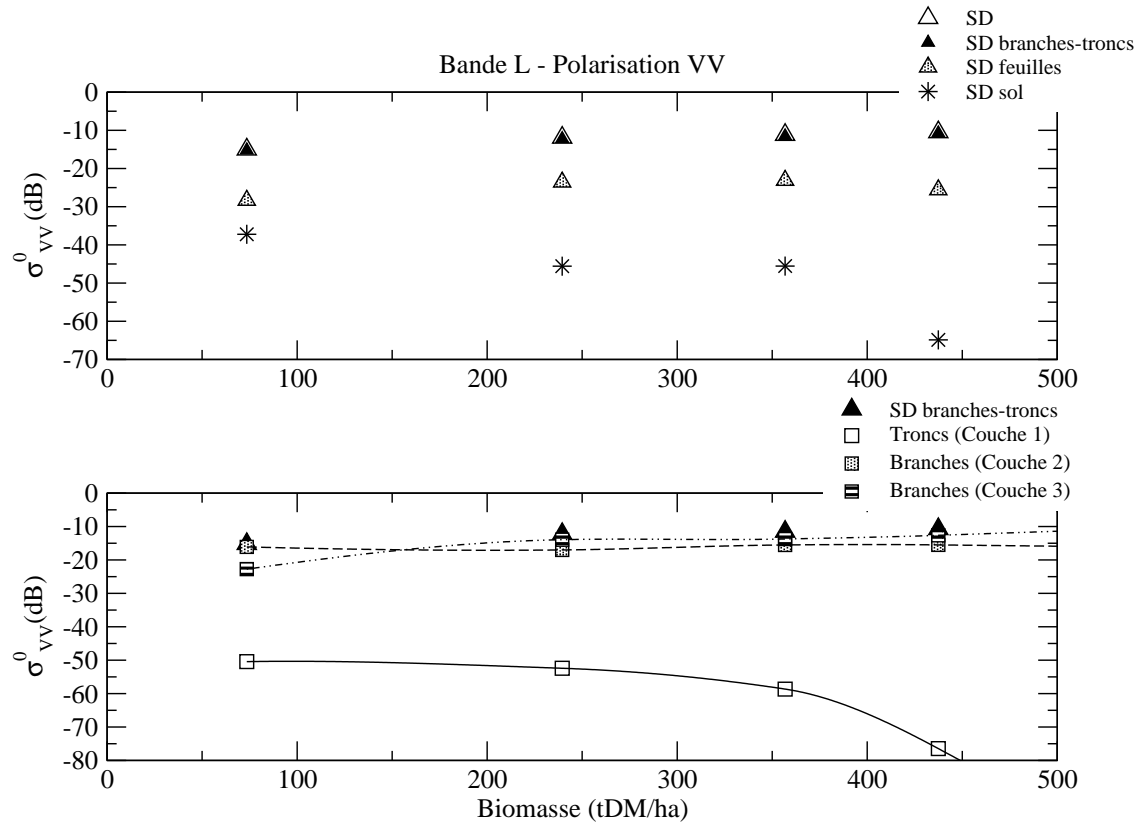 SD
SD branches-troncs
SD feuilles
SD sol
Bande L - Polarisation VV
0
-10
-20
-30
-40
-50
-60
-70
σ⁰VV (dB)
0 100 200 300 400 500
SD branches-troncs
Troncs (Couche 1)
Branches (Couche 2)
Branches (Couche 3)
0
-10
-20
-30
-40
-50
-60
-70
-80
σ⁰VV (dB)
0 100 200 300 400 500
Biomasse (tDM/ha)